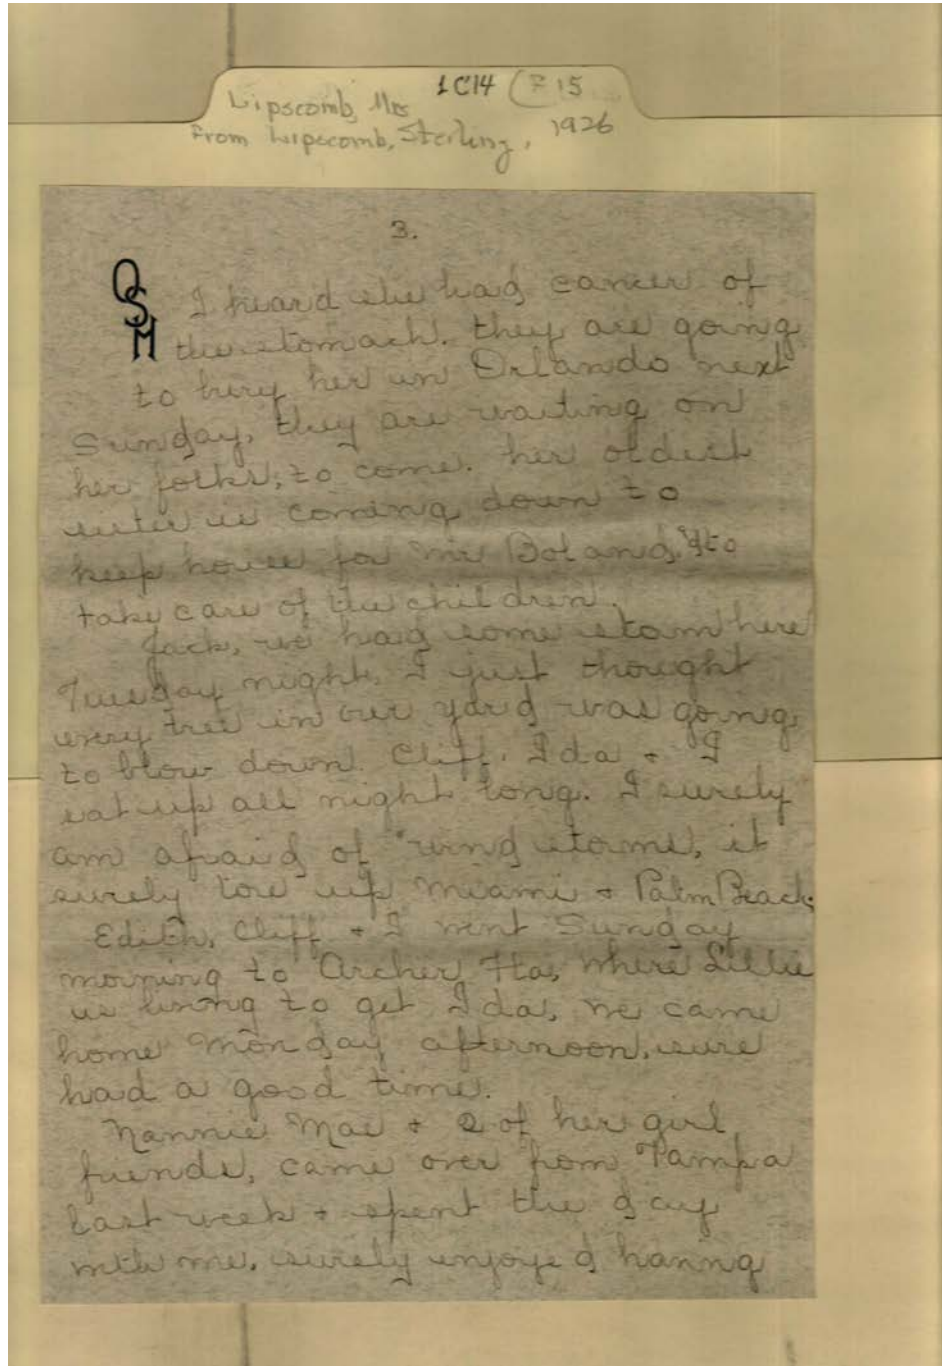 1C14 (F15
Lipscomb, Mrs
From Lipscomb, Sterling, 1926
3.
OSM
I heard she had cancer of
the stomach. they are going
to bury her in Orlando next
Sunday, they are waiting on
her folks, to come. her oldest
sister is coming down to
keep house for Mr Boland, & to
take care of the children.
Jack, we had some storm here
Tuesday night, I just thought
every tree in our yard was going
to blow down. Cliff, Ida + I
sat up all night long. I surely
am afraid of wind storms, it
surely tore up Miami + Palm Beach.
Edith, Cliff + I went Sunday
morning to Archer, Fla, where Lillie
is living to get Ida, we came
home Monday afternoon, sure
had a good time.
Nannie Mae + 2 of her girl
friends, came over from Tampa
last week + spent the day
with me, surely enjoyed having